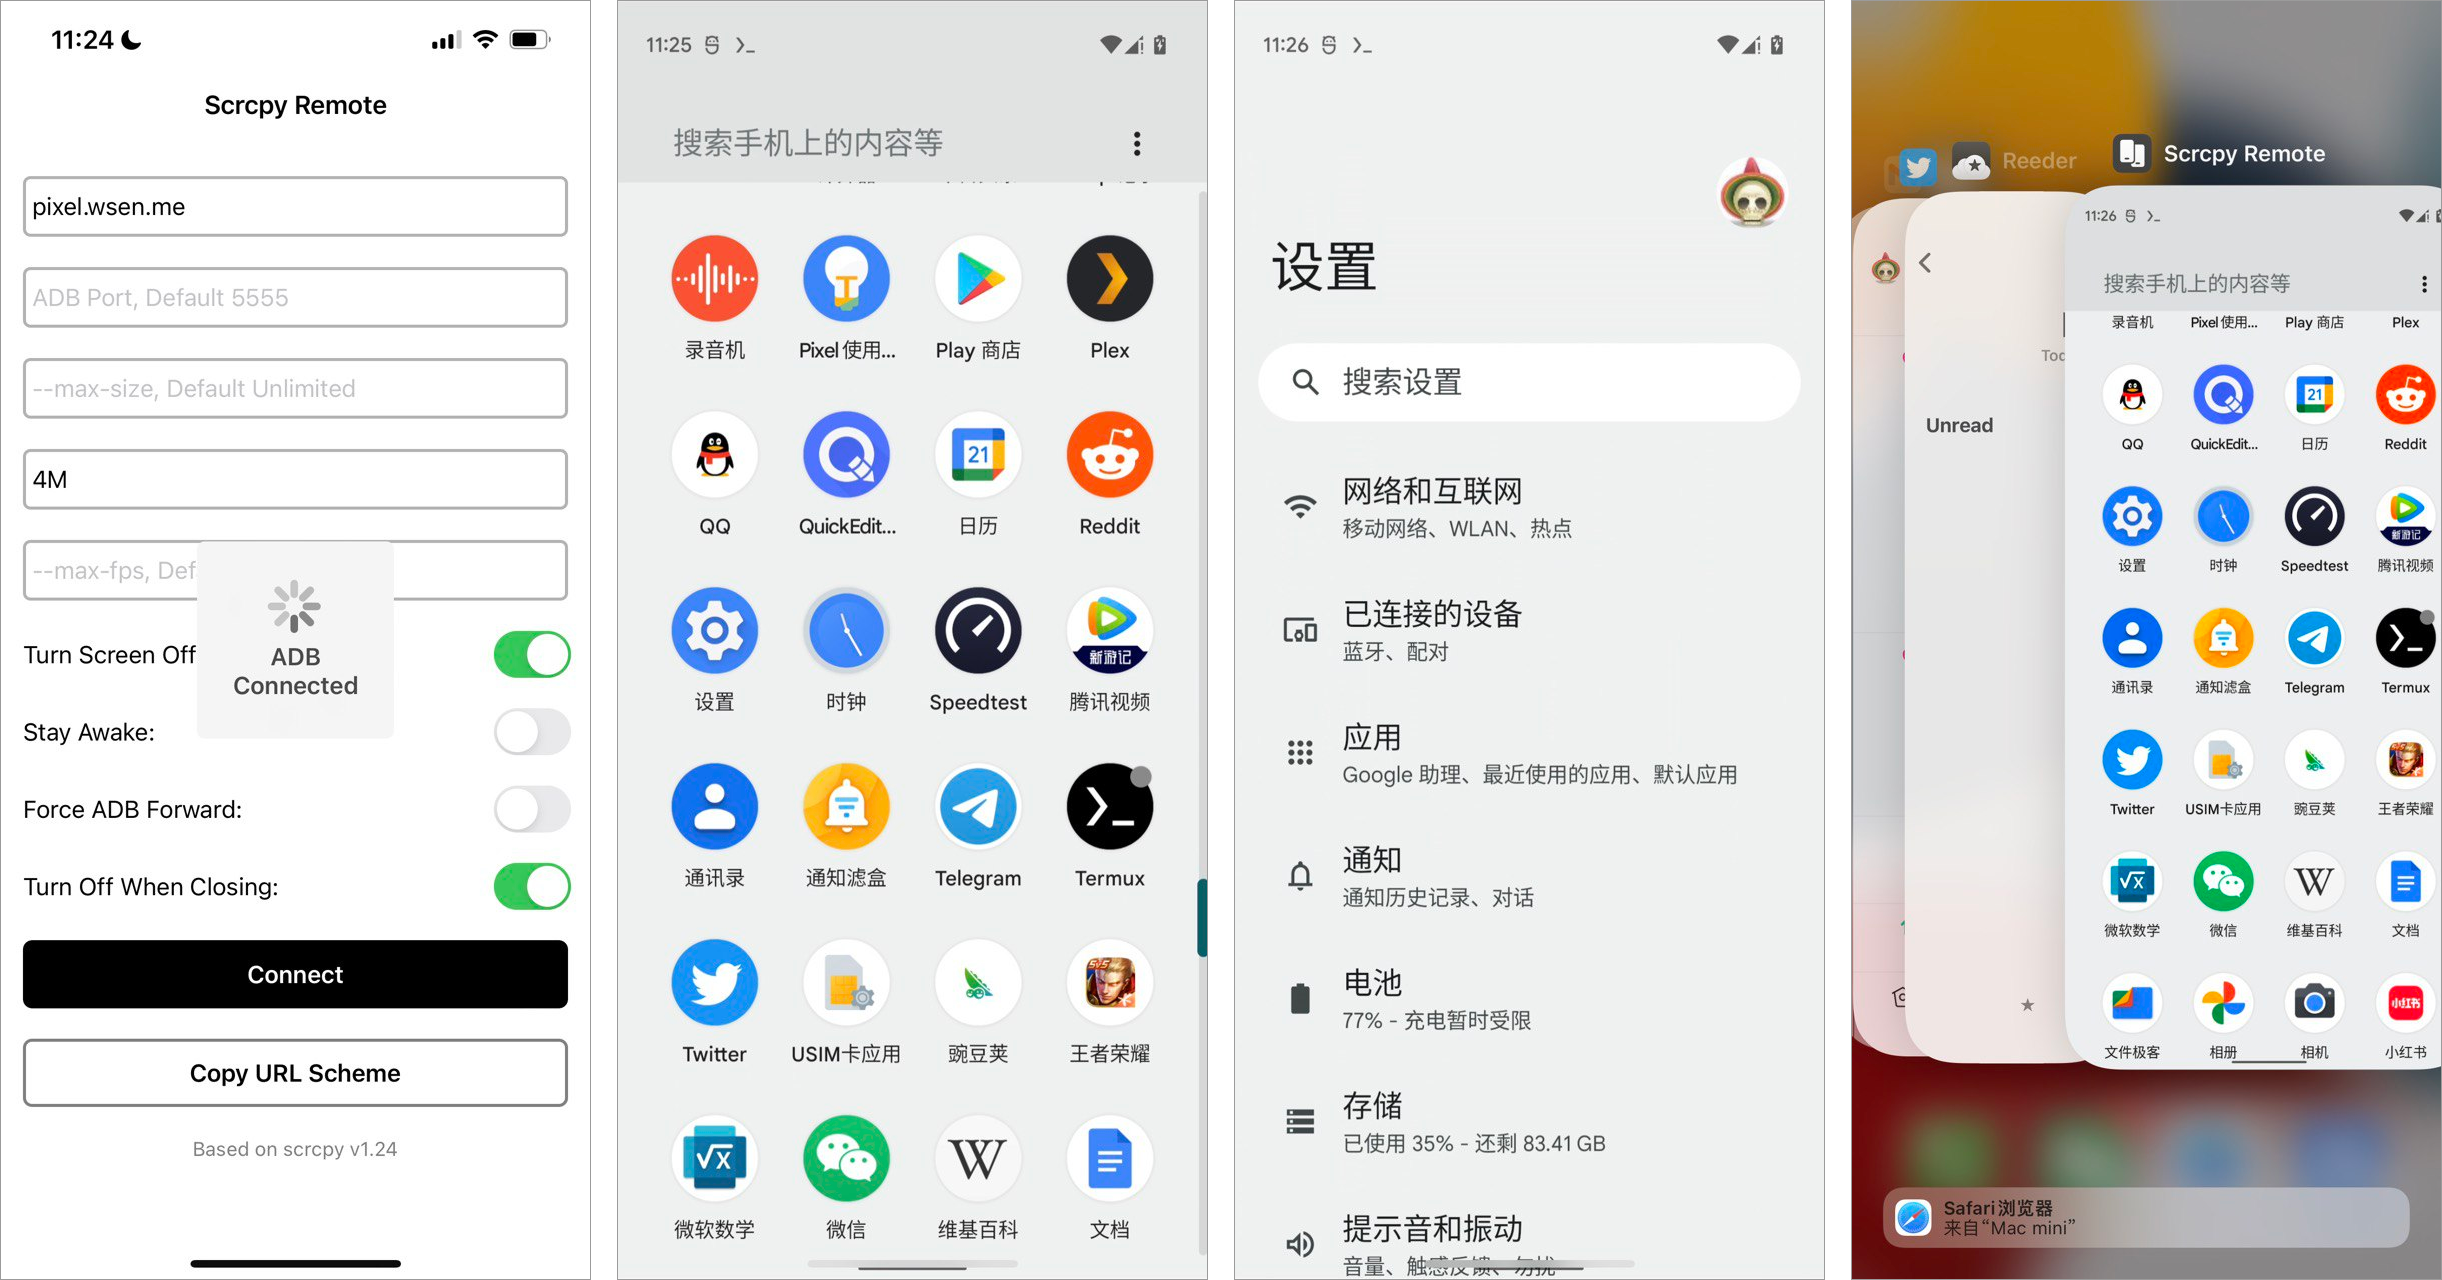 11:24
Scrcpy Remote
pixel.wsen.me
ADB Port, Default 5555
--max-size, Default Unlimited
4M
--max-fps, Def
ADB
Connected
Turn Screen Off
Stay Awake:
Force ADB Forward:
Turn Off When Closing:
Connect
Copy URL Scheme
Based on scrcpy v1.24
11:25
搜索手机上的内容等
录音机 Pixel 使用... Play 商店 Plex
21
QQ QuickEdit... 日历 Reddit
新游记
设置 时钟 Speedtest 腾讯视频
通讯录 通知滤盒 Telegram Termux
5V5
Twitter USIM卡应用 豌豆荚 王者荣耀
√x W
微软数学 微信 维基百科 文档
11:26
设置
搜索设置
网络和互联网
移动网络、WLAN、热点
已连接的设备
蓝牙、配对
应用
Google 助理、最近使用的应用、默认应用
通知
通知历史记录、对话
电池
77% - 充电暂时受限
存储
已使用 35% - 还剩 83.41 GB
提示音和振动
音量、触感反馈、勿扰
Reeder
Scrcpy Remote
Unread
11:26
搜索手机上的内容等
录音机 Pixel 使用... Play 商店 Plex
21
QQ QuickEdit... 日历 Reddit
新游记
设置 时钟 Speedtest 腾讯视频
通讯录 通知滤盒 Telegram Termux
Twitter USIM卡应用 豌豆荚 王者荣耀
√x W
微软数学 微信 维基百科 文档
小红书
文件极客 相册 相机 小红书
Safari 浏览器
来自“Mac mini”